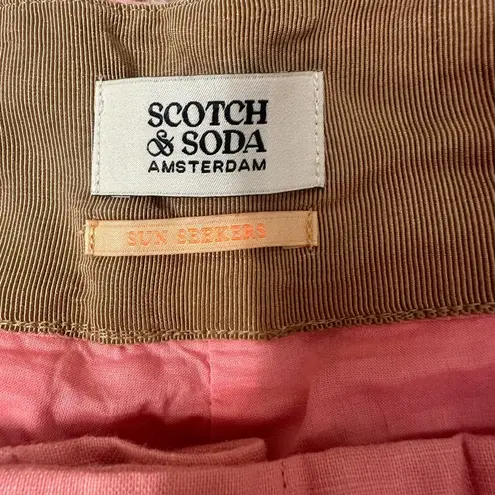 SCOTCH
& SODA
AMSTERDAM
SUN SEEKERS